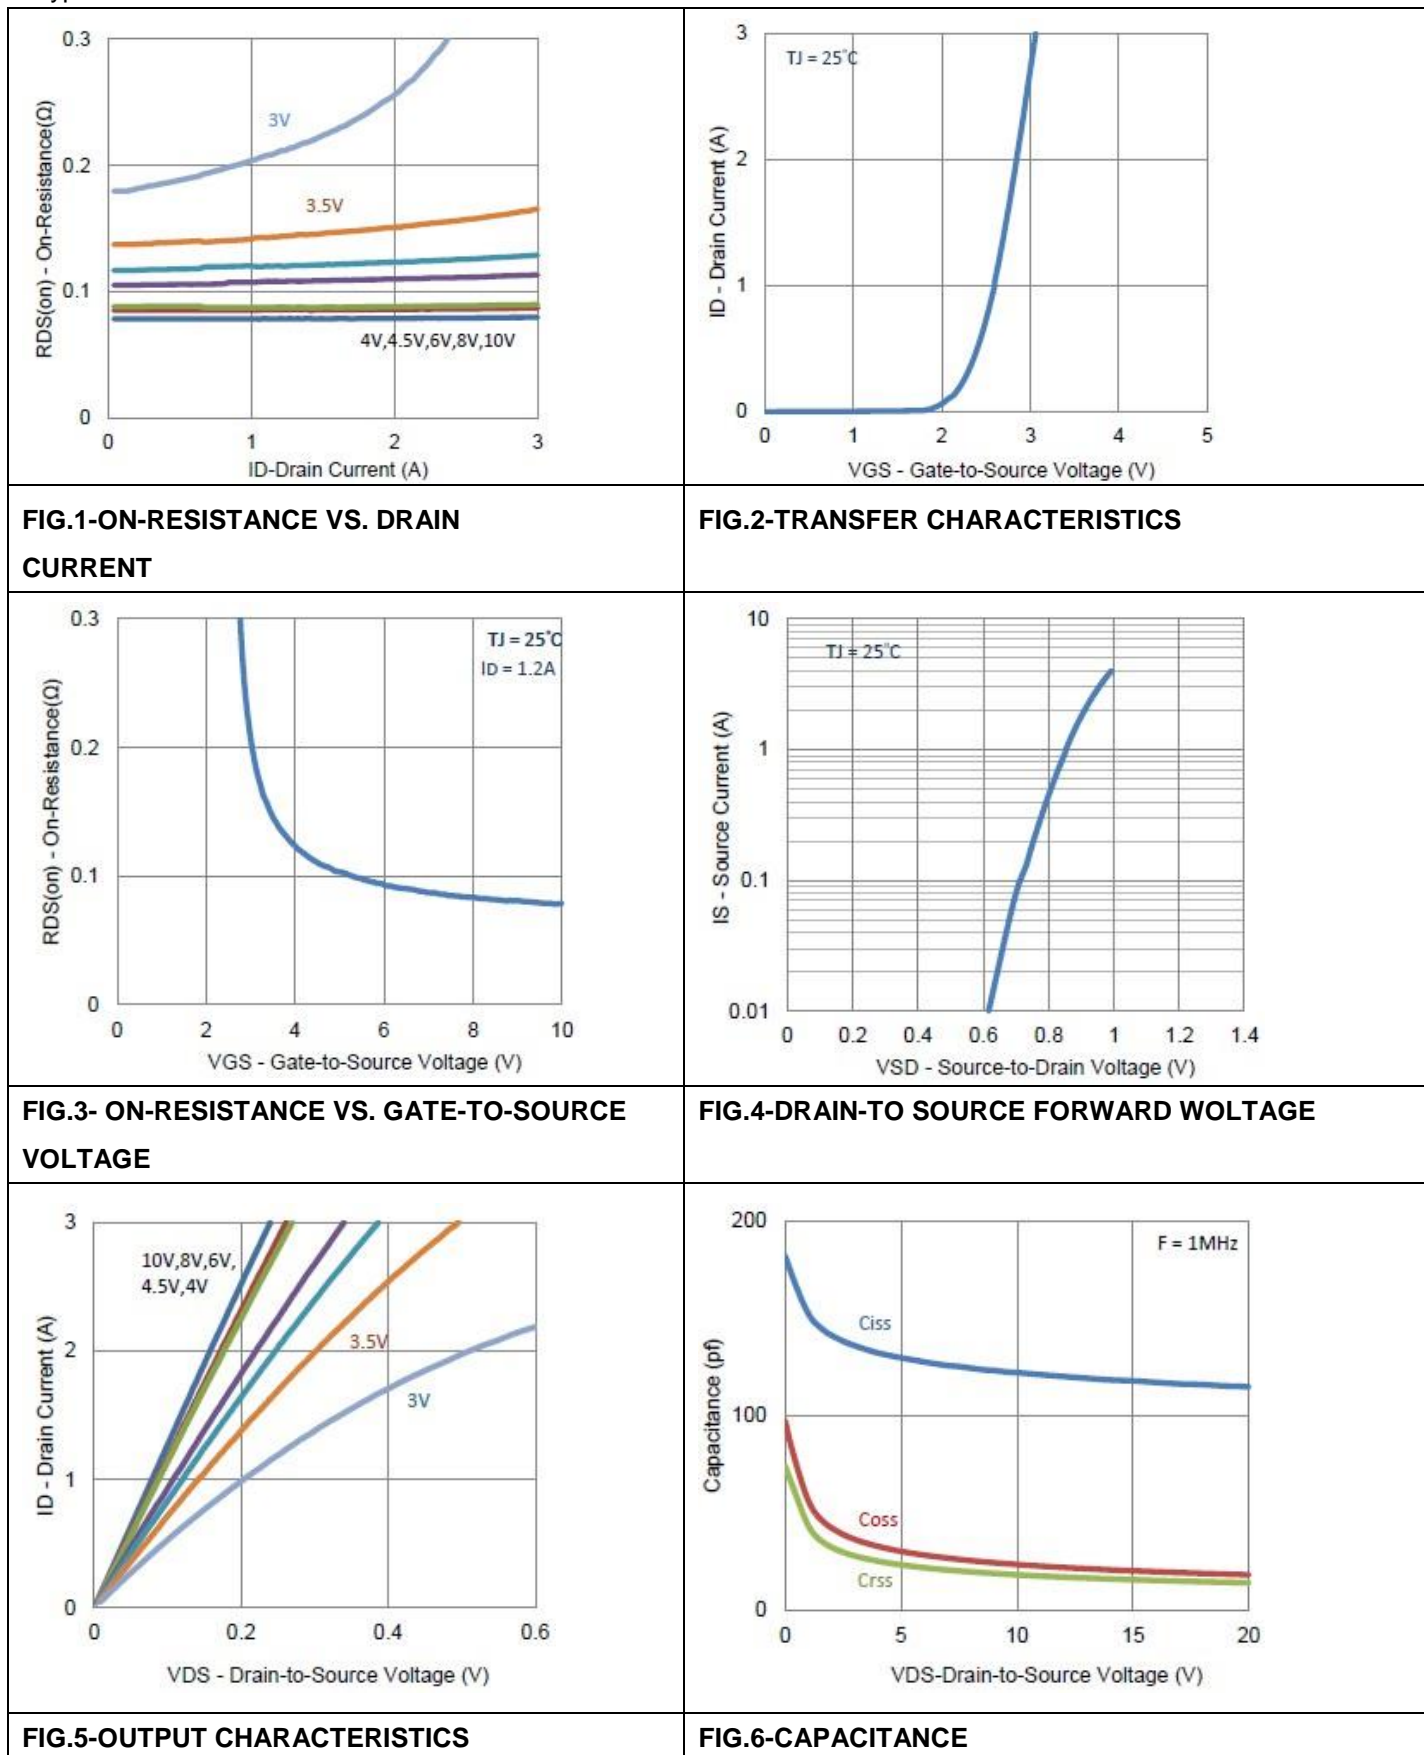 0.3
0.2
0.1
0
0
1
2
3
3V
3.5V
4V,4.5V,6V,8V,10V
RDS(on) - On-Resistance(Ω)
ID-Drain Current (A)
3
2
1
0
0
1
2
3
4
5
TJ = 25°C
ID - Drain Current (A)
VGS - Gate-to-Source Voltage (V)
FIG.1-ON-RESISTANCE VS. DRAIN
CURRENT
FIG.2-TRANSFER CHARACTERISTICS
0.3
0.2
0.1
0
0
2
4
6
8
10
TJ = 25°C
ID = 1.2A
RDS(on) - On-Resistance(Ω)
VGS - Gate-to-Source Voltage (V)
10
1
0.1
0.01
0
0.2
0.4
0.6
0.8
1
1.2
1.4
TJ = 25°C
IS - Source Current (A)
VSD - Source-to-Drain Voltage (V)
FIG.3- ON-RESISTANCE VS. GATE-TO-SOURCE
VOLTAGE
FIG.4-DRAIN-TO SOURCE FORWARD WOLTAGE
3
2
1
0
0
0.2
0.4
0.6
10V,8V,6V,
4.5V,4V
3.5V
3V
ID - Drain Current (A)
VDS - Drain-to-Source Voltage (V)
200
100
0
0
5
10
15
20
F = 1MHz
Ciss
Coss
Crss
Capacitance (pf)
VDS-Drain-to-Source Voltage (V)
FIG.5-OUTPUT CHARACTERISTICS
FIG.6-CAPACITANCE